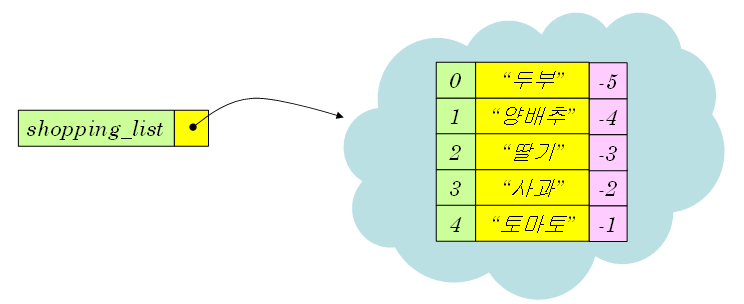 shopping_list
0 “두부” -5
1 “양배추” -4
2 “딸기” -3
3 “사과” -2
4 “토마토” -1